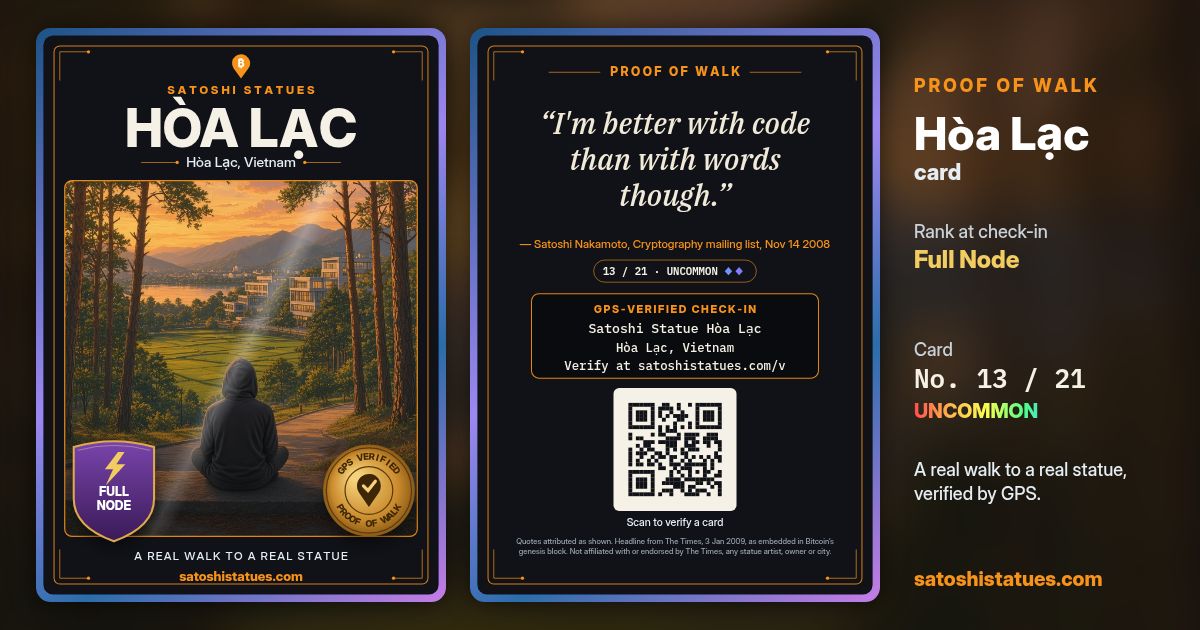 SATOSHI STATUES
HÒA LẠC
Hòa Lạc, Vietnam
FULL
NODE
GPS VERIFIED
PROOF OF WALK
A REAL WALK TO A REAL STATUE
satoshistatues.com
PROOF OF WALK
“I'm better with code
than with words
though.”
— Satoshi Nakamoto, Cryptography mailing list, Nov 14 2008
13 / 21 · UNCOMMON
GPS-VERIFIED CHECK-IN
Satoshi Statue Hòa Lạc
Hòa Lạc, Vietnam
Verify at satoshistatues.com/v
Scan to verify a card
Quotes attributed as shown. Headline from The Times, 3 Jan 2009, as embedded in Bitcoin's
genesis block. Not affiliated with or endorsed by The Times, any statue artist, owner or city.
PROOF OF WALK
Hòa Lạc
card
Rank at check-in
Full Node
Card
No. 13 / 21
UNCOMMON
A real walk to a real statue,
verified by GPS.
satoshistatues.com